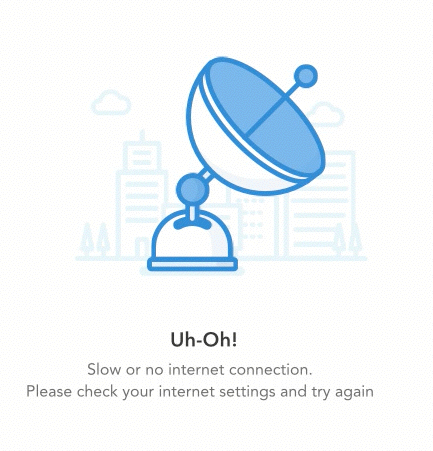 Uh-Oh!
Slow or no internet connection.
Please check your internet settings and try again